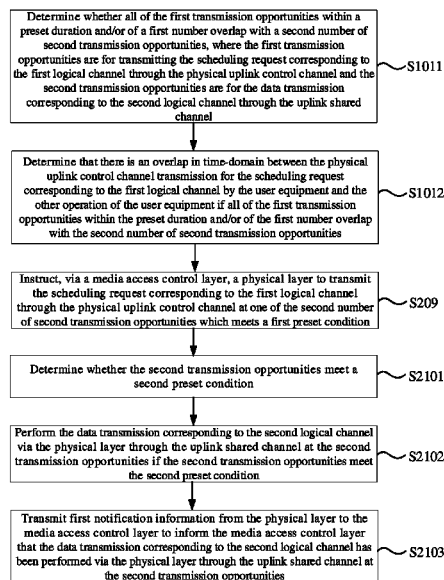 Determine whether all of the first transmission opportunities within a
preset duration and/or of a first number overlap with a second number of
second transmission opportunities, where the first transmission
opportunities are for transmitting the scheduling request corresponding to
the first logical channel through the physical uplink control channel and the
second transmission opportunities are for the data transmission
corresponding to the second logical channel through the uplink shared
channel
S1011
Determine that there is an overlap in time-domain between the physical
uplink control channel transmission for the scheduling request
corresponding to the first logical channel by the user equipment and the
other operation of the user equipment if all of the first transmission
opportunities within the preset duration and/or of the first number overlap
with the second number of second transmission opportunities
S1012
Instruct, via a media access control layer, a physical layer to transmit
the scheduling request corresponding to the first logical channel
through the physical uplink control channel at one of the second number
of second transmission opportunities which meets a first preset condition
S209
Determine whether the second transmission opportunities meet a
second preset condition
S2101
Perform the data transmission corresponding to the second logical channel
via the physical layer through the uplink shared channel at the second
transmission opportunities if the second transmission opportunities meet
the second preset condition
S2102
Transmit first notification information from the physical layer to the
media access control layer to inform the media access control layer
that the data transmission corresponding to the second logical channel has
been performed via the physical layer through the uplink shared channel at
the second transmission opportunities
S2103